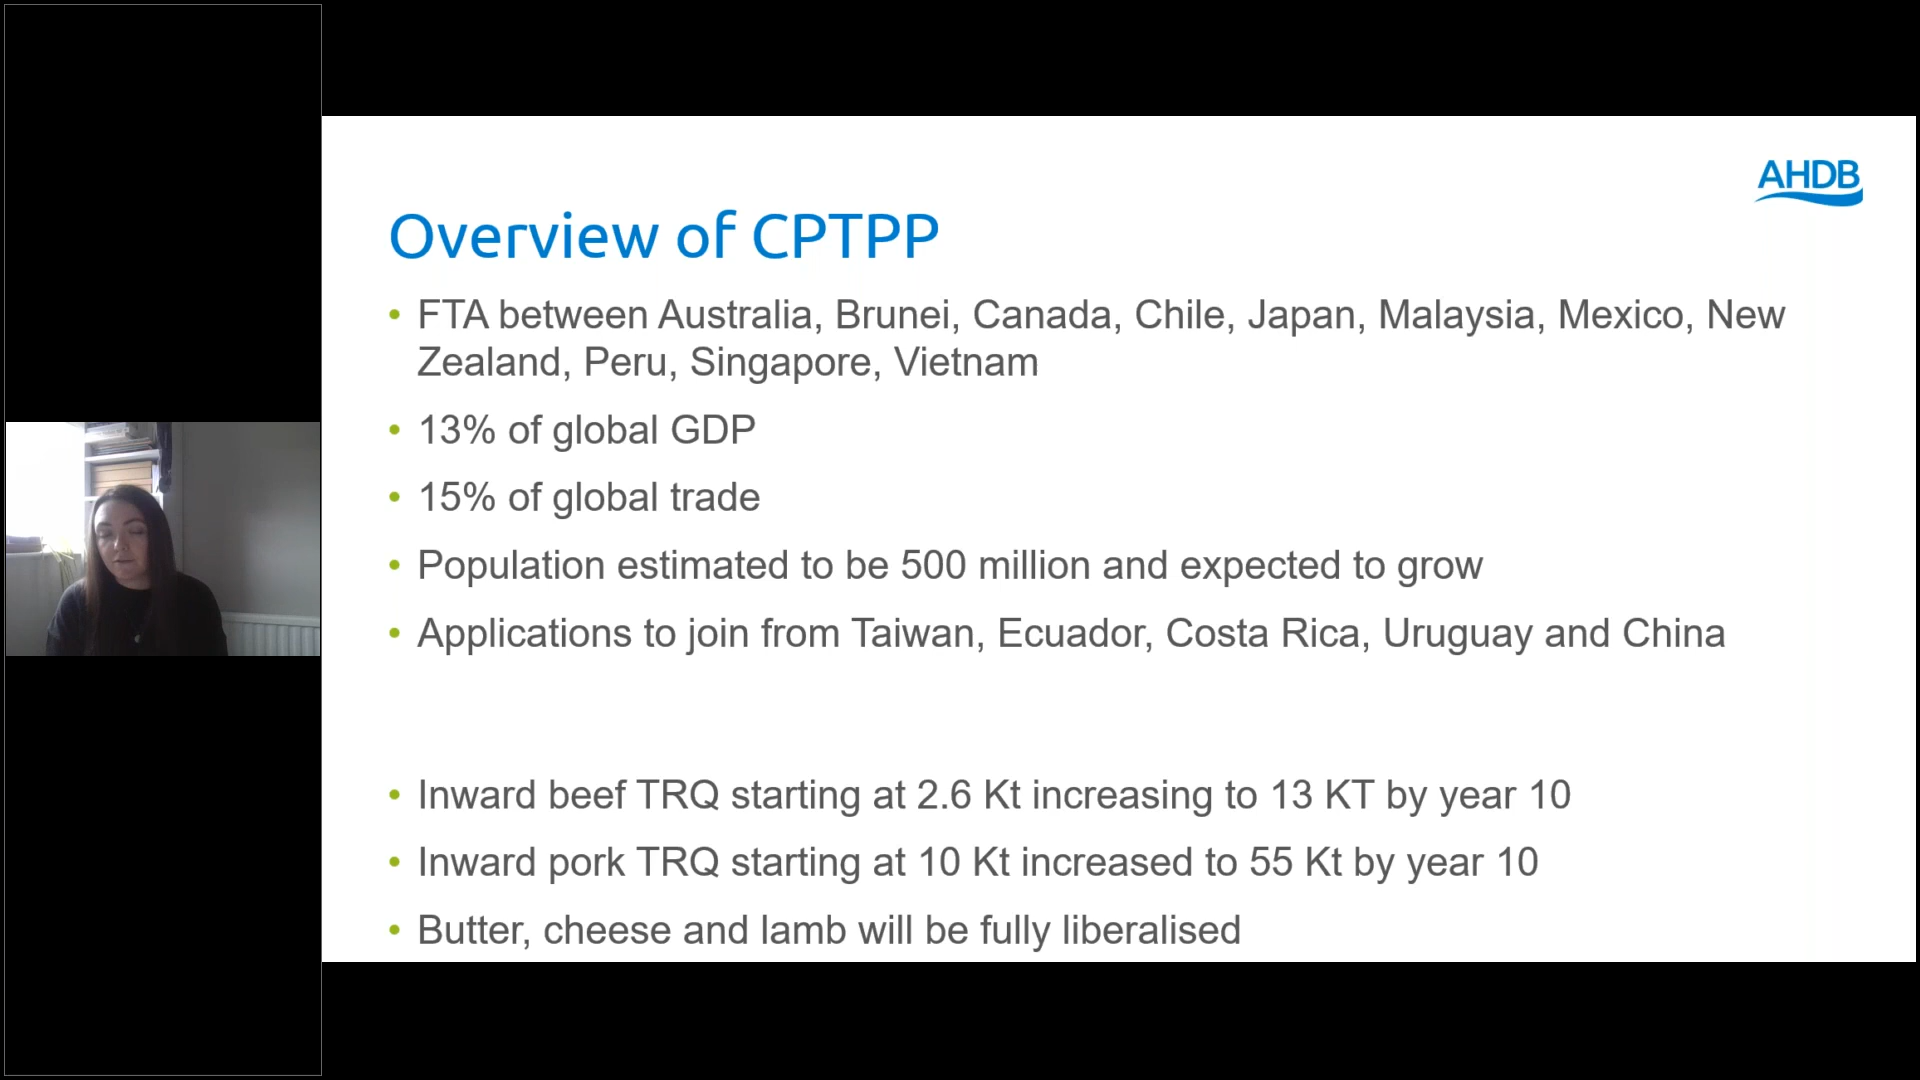 AHDB
Overview of CPTPP
• FTA between Australia, Brunei, Canada, Chile, Japan, Malaysia, Mexico, New
Zealand, Peru, Singapore, Vietnam
• 13% of global GDP
• 15% of global trade
• Population estimated to be 500 million and expected to grow
• Applications to join from Taiwan, Ecuador, Costa Rica, Uruguay and China
• Inward beef TRQ starting at 2.6 Kt increasing to 13 KT by year 10
• Inward pork TRQ starting at 10 Kt increased to 55 Kt by year 10
• Butter, cheese and lamb will be fully liberalised